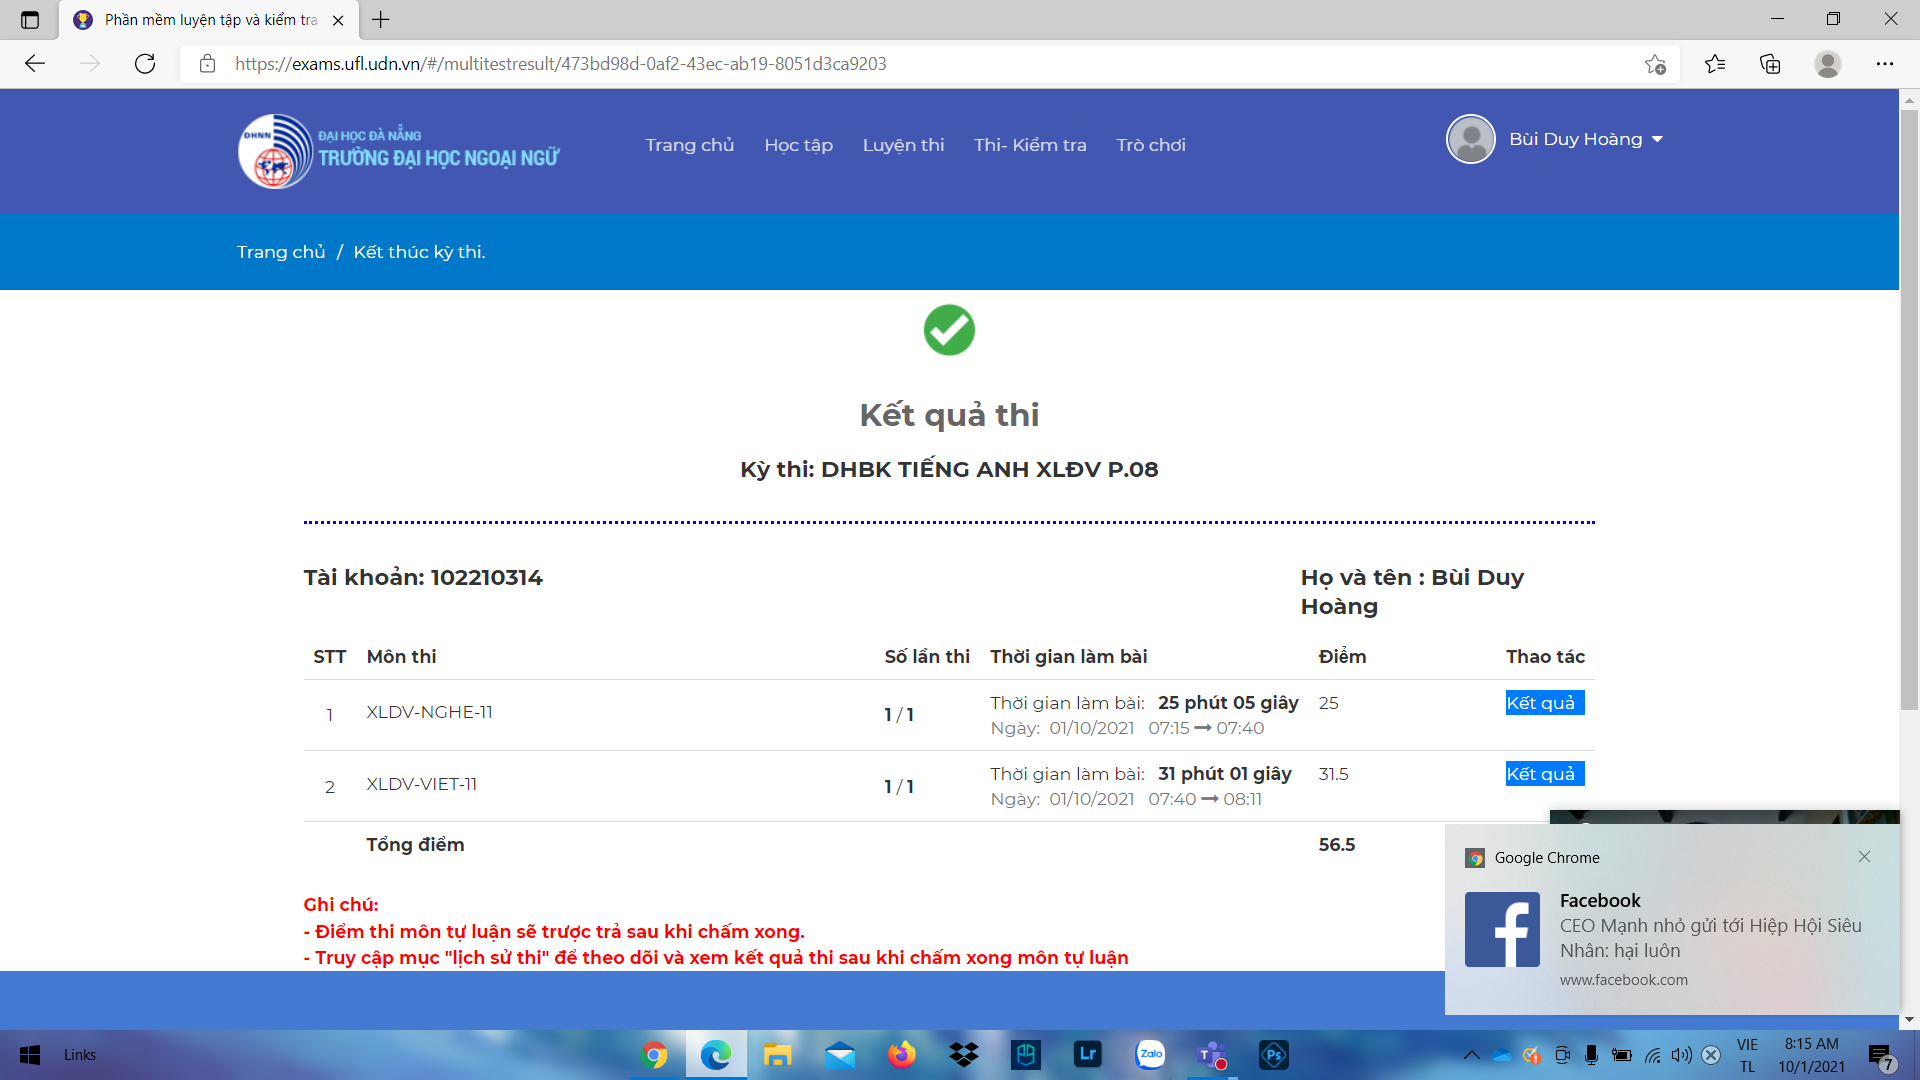 Phần mềm luyện tập và kiểm tra
https://exams.ufl.udn.vn/#/multitestresult/473bd98d-0af2-43ec-ab19-8051d3ca9203
DHNN
ĐẠI HỌC ĐÀ NẴNG
TRƯỜNG ĐẠI HỌC NGOẠI NGỮ
Trang chủ Học tập Luyện thi Thi- Kiểm tra Trò chơi
Bùi Duy Hoàng
Trang chủ / Kết thúc kỳ thi.
Kết quả thi
Kỳ thi: DHBK TIẾNG ANH XLĐV P.08
Tài khoản: 102210314
Họ và tên : Bùi Duy
Hoàng
STT Môn thi Số lần thi Thời gian làm bài Điểm Thao tác
1 XLDV-NGHE-11 1 / 1 Thời gian làm bài: 25 phút 05 giây 25 Kết quả
Ngày: 01/10/2021 07:15 → 07:40
2 XLDV-VIET-11 1 / 1 Thời gian làm bài: 31 phút 01 giây 31.5 Kết quả
Ngày: 01/10/2021 07:40 → 08:11
Tổng điểm 56.5
Ghi chú:
- Điểm thi môn tự luận sẽ trược trả sau khi chấm xong.
- Truy cập mục "lịch sử thi" để theo dõi và xem kết quả thi sau khi chấm xong môn tự luận
Google Chrome
Facebook
CEO Mạnh nhỏ gửi tới Hiệp Hội Siêu
Nhân: hại luôn
www.facebook.com
Links
Lr
Zalo
T
Ps
VIE
TL
8:15 AM
10/1/2021
7